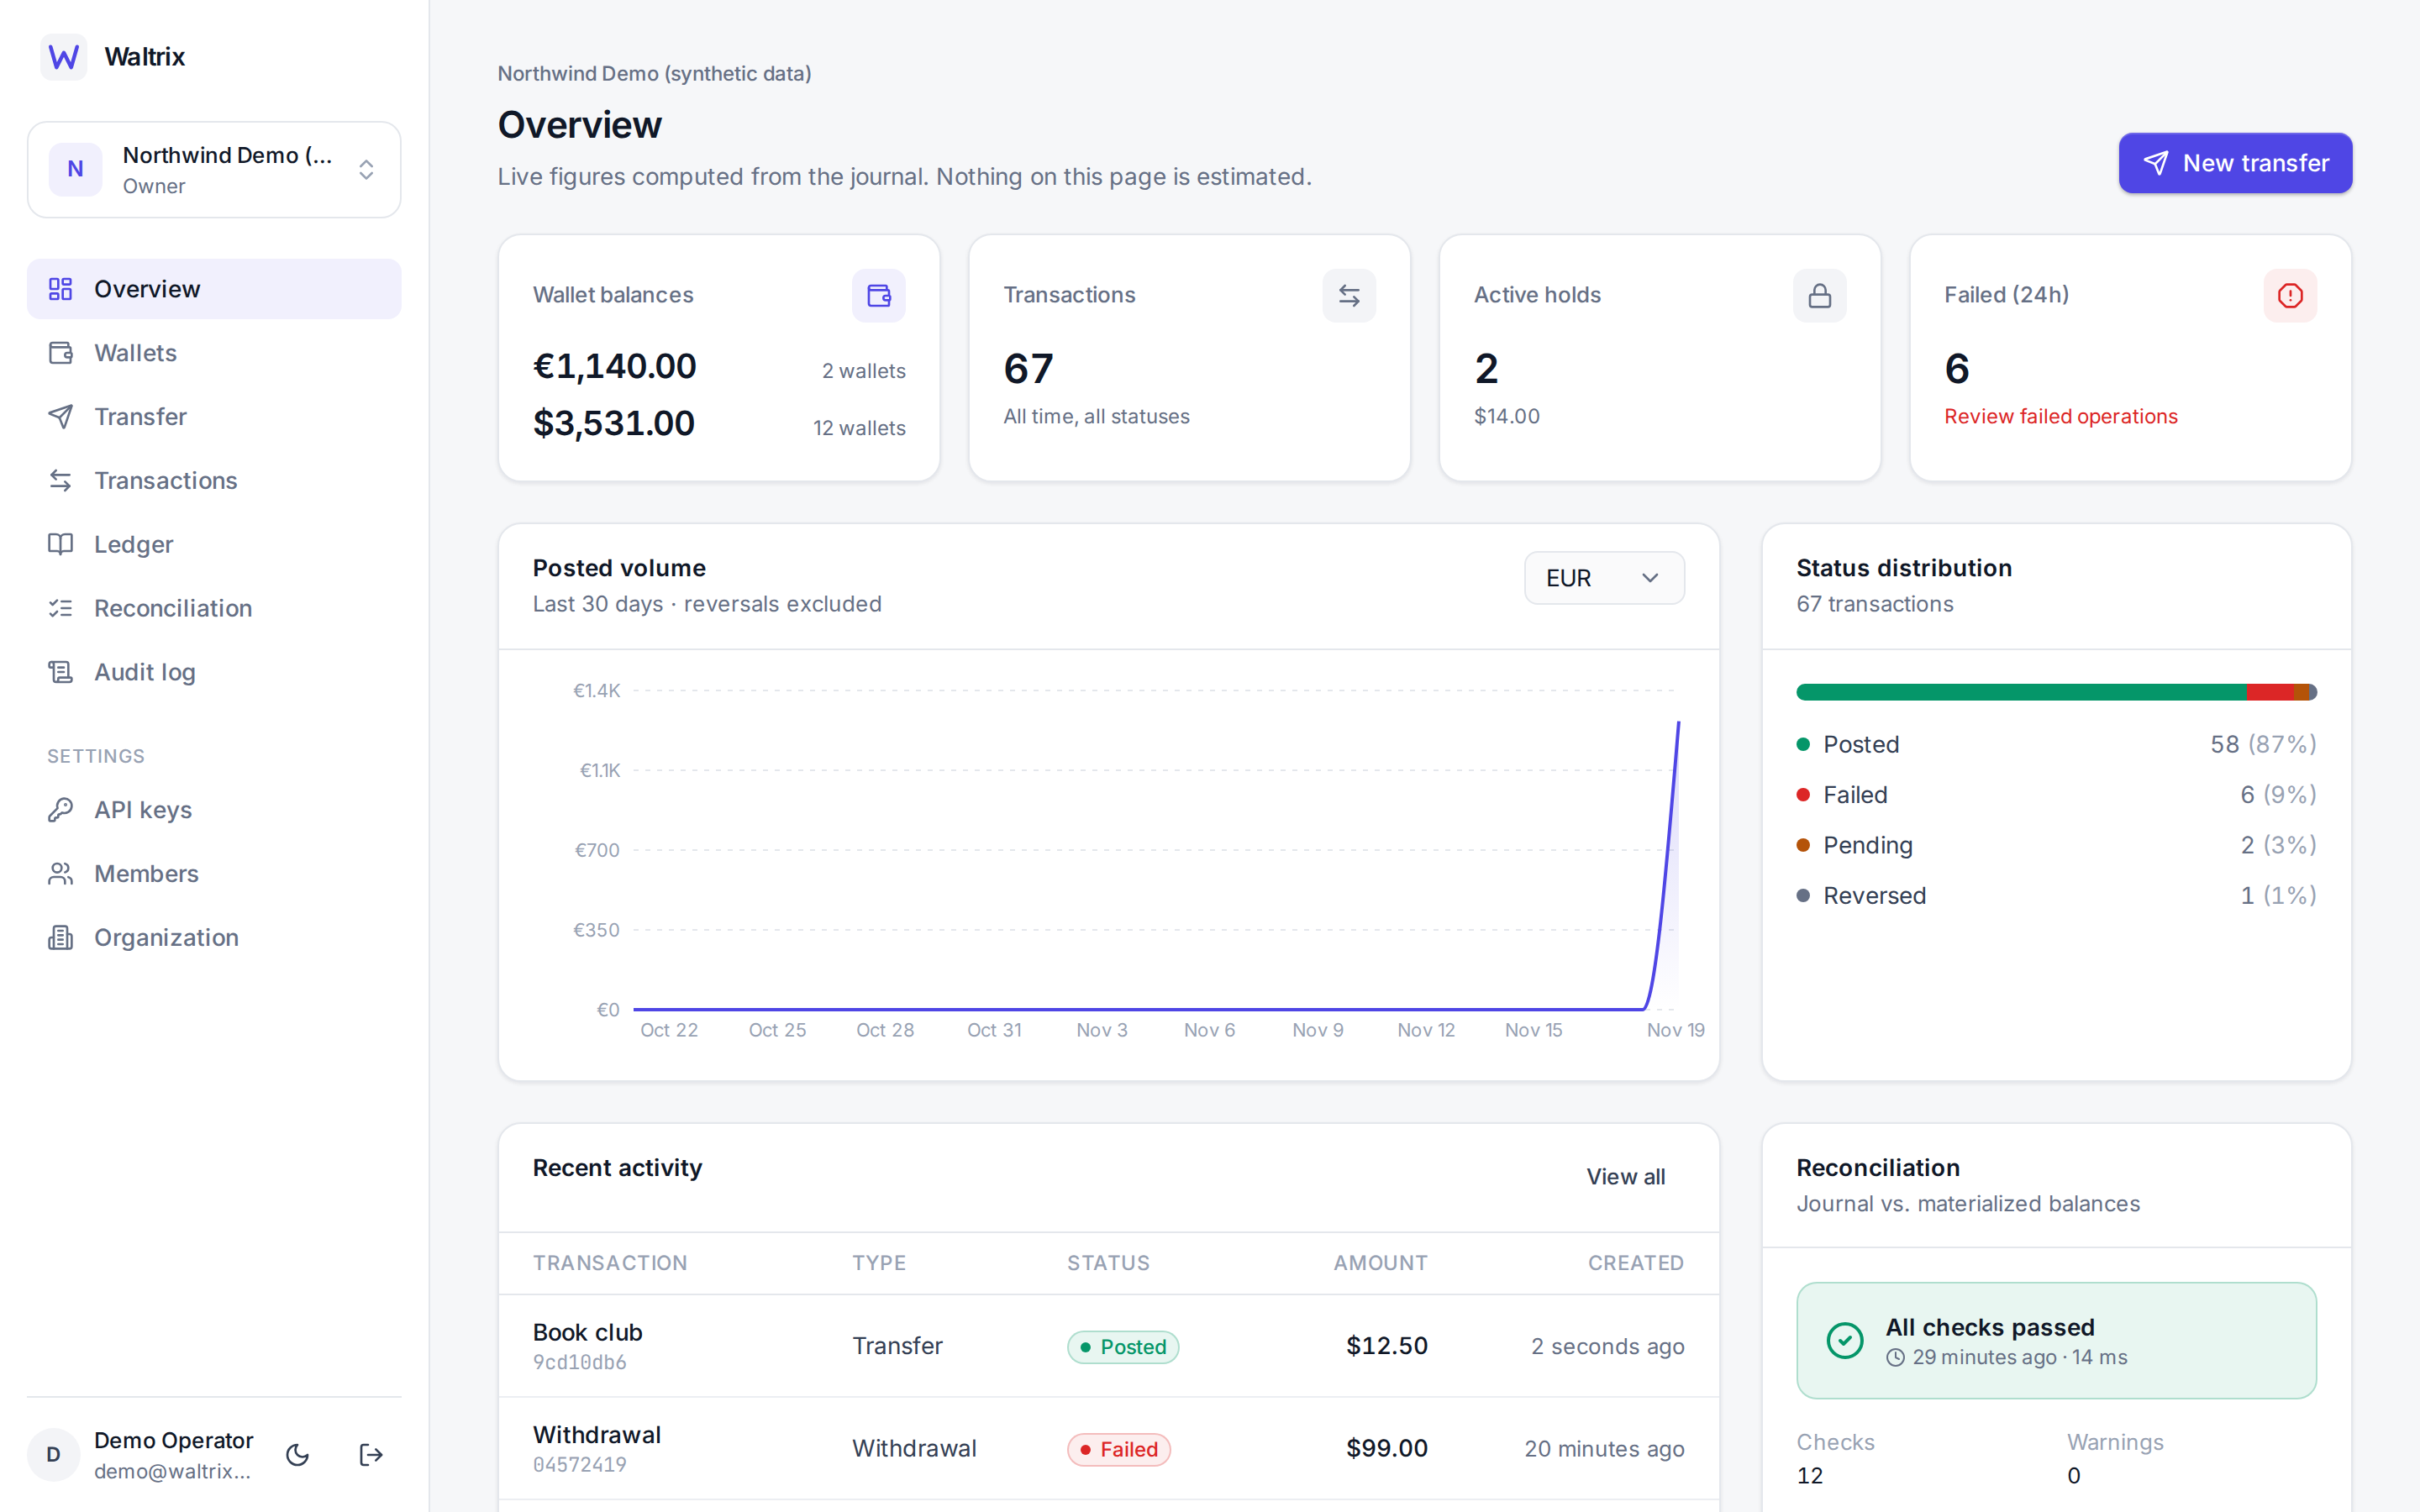 Waltrix
N
Northwind Demo (...
Owner
Overview
Wallets
Transfer
Transactions
Ledger
Reconciliation
Audit log
SETTINGS
API keys
Members
Organization
D
Demo Operator
demo@waltrix...
Northwind Demo (synthetic data)
Overview
Live figures computed from the journal. Nothing on this page is estimated.
New transfer
Wallet balances
€1,140.00 2 wallets
$3,531.00 12 wallets
Transactions
67
All time, all statuses
Active holds
2
$14.00
Failed (24h)
6
Review failed operations
Posted volume
Last 30 days · reversals excluded
EUR
€1.4K
€1.1K
€700
€350
€0
Oct 22 Oct 25 Oct 28 Oct 31 Nov 3 Nov 6 Nov 9 Nov 12 Nov 15 Nov 19
Status distribution
67 transactions
Posted 58 (87%)
Failed 6 (9%)
Pending 2 (3%)
Reversed 1 (1%)
Recent activity
View all
TRANSACTION TYPE STATUS AMOUNT CREATED
Book club
9cd10db6
Transfer Posted $12.50 2 seconds ago
Withdrawal
04572419
Withdrawal Failed $99.00 20 minutes ago
Reconciliation
Journal vs. materialized balances
All checks passed
29 minutes ago · 14 ms
Checks Warnings
12 0